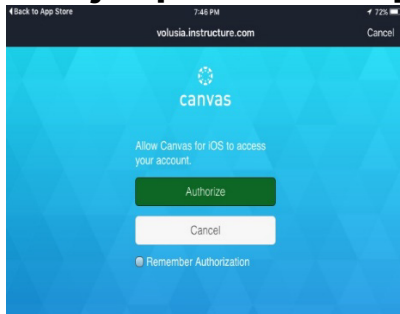 Back to App Store 7:46 PM 72%
volusia.instructure.com Cancel
canvas
Allow Canvas for iOS to access
your account.
Authorize
Cancel
Remember Authorization